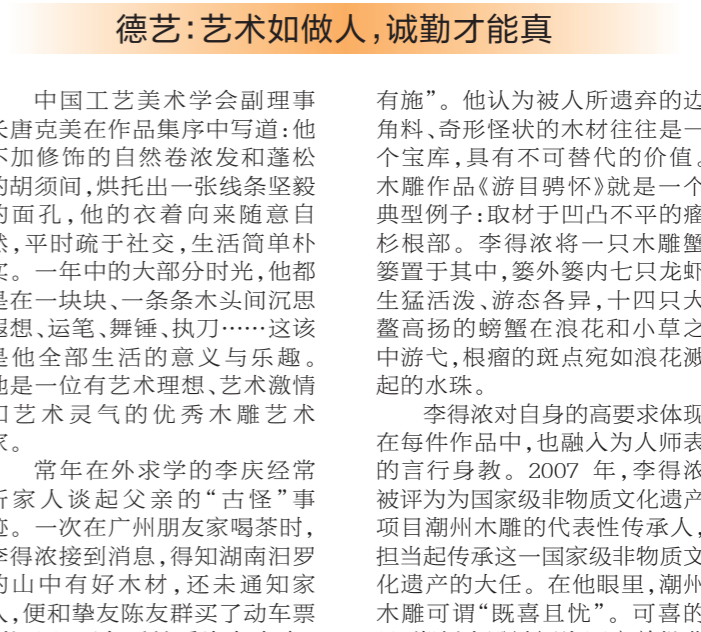 德艺：艺术如做人，诚勤才能真
中国工艺美术学会副理事
长唐克美在作品集序中写道：他
不加修饰的自然卷浓发和蓬松
的胡须间，烘托出一张线条坚毅
的面孔，他的衣着向来随意自
然，平时疏于社交，生活简单朴
实。一年中的大部分时光，他都
是在一块块、一条条木头间沉思
遐想、运笔、舞锤、执刀……这该
是他全部生活的意义与乐趣。
他是一位有艺术理想、艺术激情
和艺术灵气的优秀木雕艺术
家。
常年在外求学的李庆经常
听家人谈起父亲的“古怪”事
迹。一次在广州朋友家喝茶时，
李得浓接到消息，得知湖南汨罗
的山中有好木材，还未通知家
人，便和挚友陈友群买了动车票
有施”。他认为被人所遗弃的边
角料、奇形怪状的木材往往是一
个宝库，具有不可替代的价值。
木雕作品《游目骋怀》就是一个
典型例子：取材于凹凸不平的瘤
杉根部。李得浓将一只木雕蟹
篓置于其中，篓外篓内七只龙虾
生猛活泼、游态各异，十四只大
鳌高扬的螃蟹在浪花和小草之
中游弋，根瘤的斑点宛如浪花溅
起的水珠。
李得浓对自身的高要求体现
在每件作品中，也融入为人师表
的言行身教。2007 年，李得浓
被评为为国家级非物质文化遗产
项目潮州木雕的代表性传承人，
担当起传承这一国家级非物质文
化遗产的大任。在他眼里，潮州
木雕可谓“既喜且忧”。可喜的